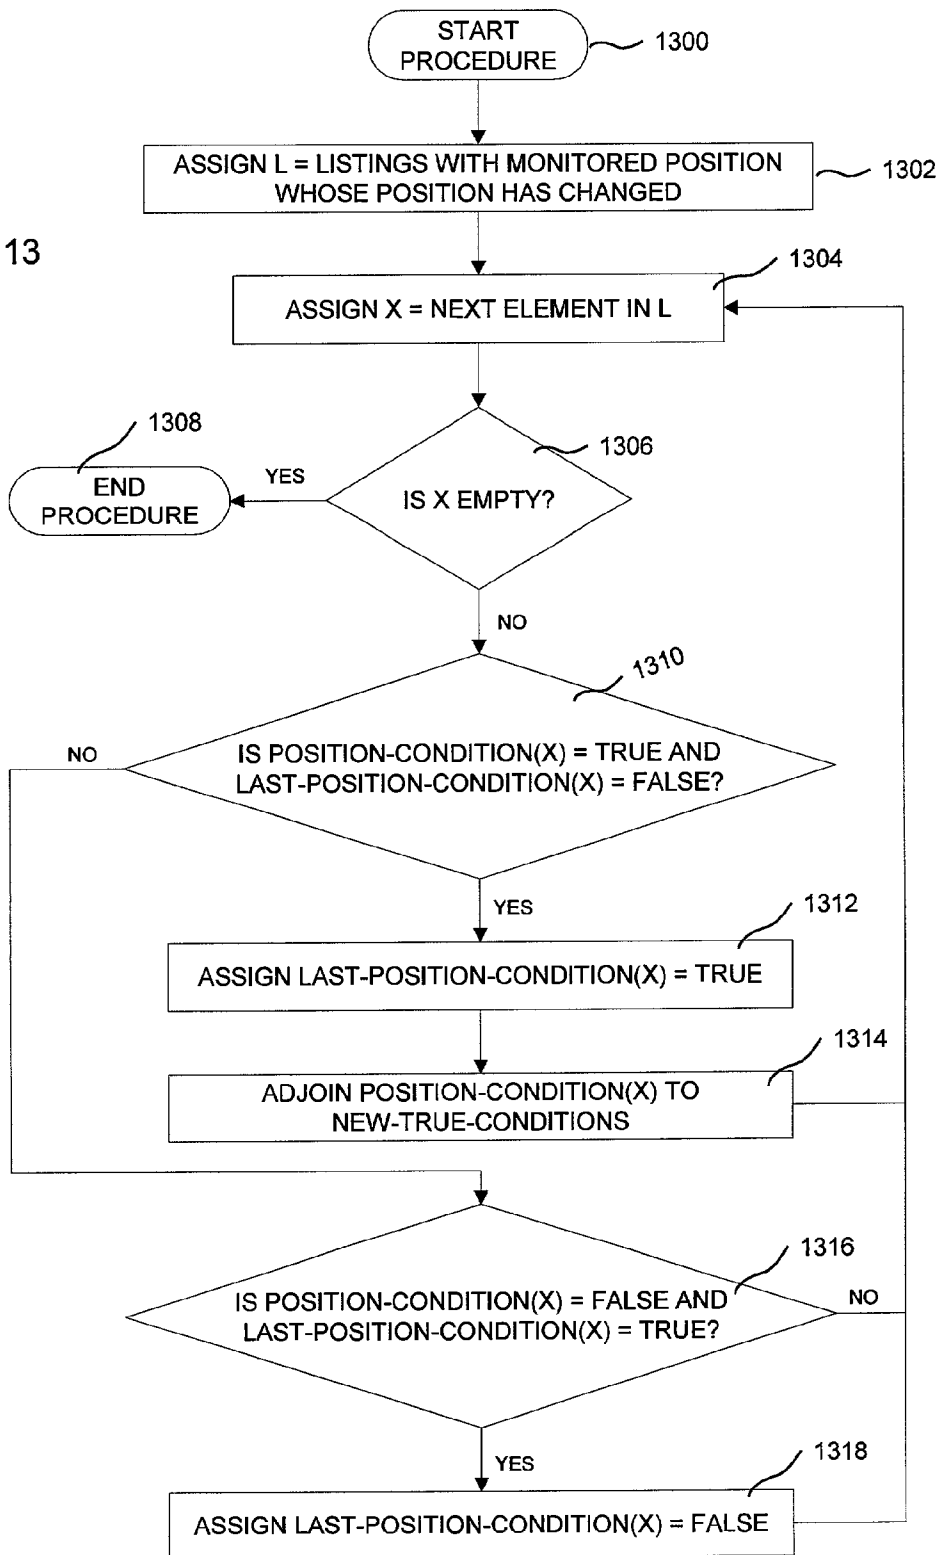 START
PROCEDURE
1300
ASSIGN L = LISTINGS WITH MONITORED POSITION
WHOSE POSITION HAS CHANGED
1302
13
1304
ASSIGN X = NEXT ELEMENT IN L
1308
1306
END
PROCEDURE
YES
IS X EMPTY?
NO
1310
NO
IS POSITION-CONDITION(X) = TRUE AND
LAST-POSITION-CONDITION(X) = FALSE?
YES
1312
ASSIGN LAST-POSITION-CONDITION(X) = TRUE
1314
ADJOIN POSITION-CONDITION(X) TO
NEW-TRUE-CONDITIONS
1316
IS POSITION-CONDITION(X) = FALSE AND
LAST-POSITION-CONDITION(X) = TRUE?
NO
YES
1318
ASSIGN LAST-POSITION-CONDITION(X) = FALSE